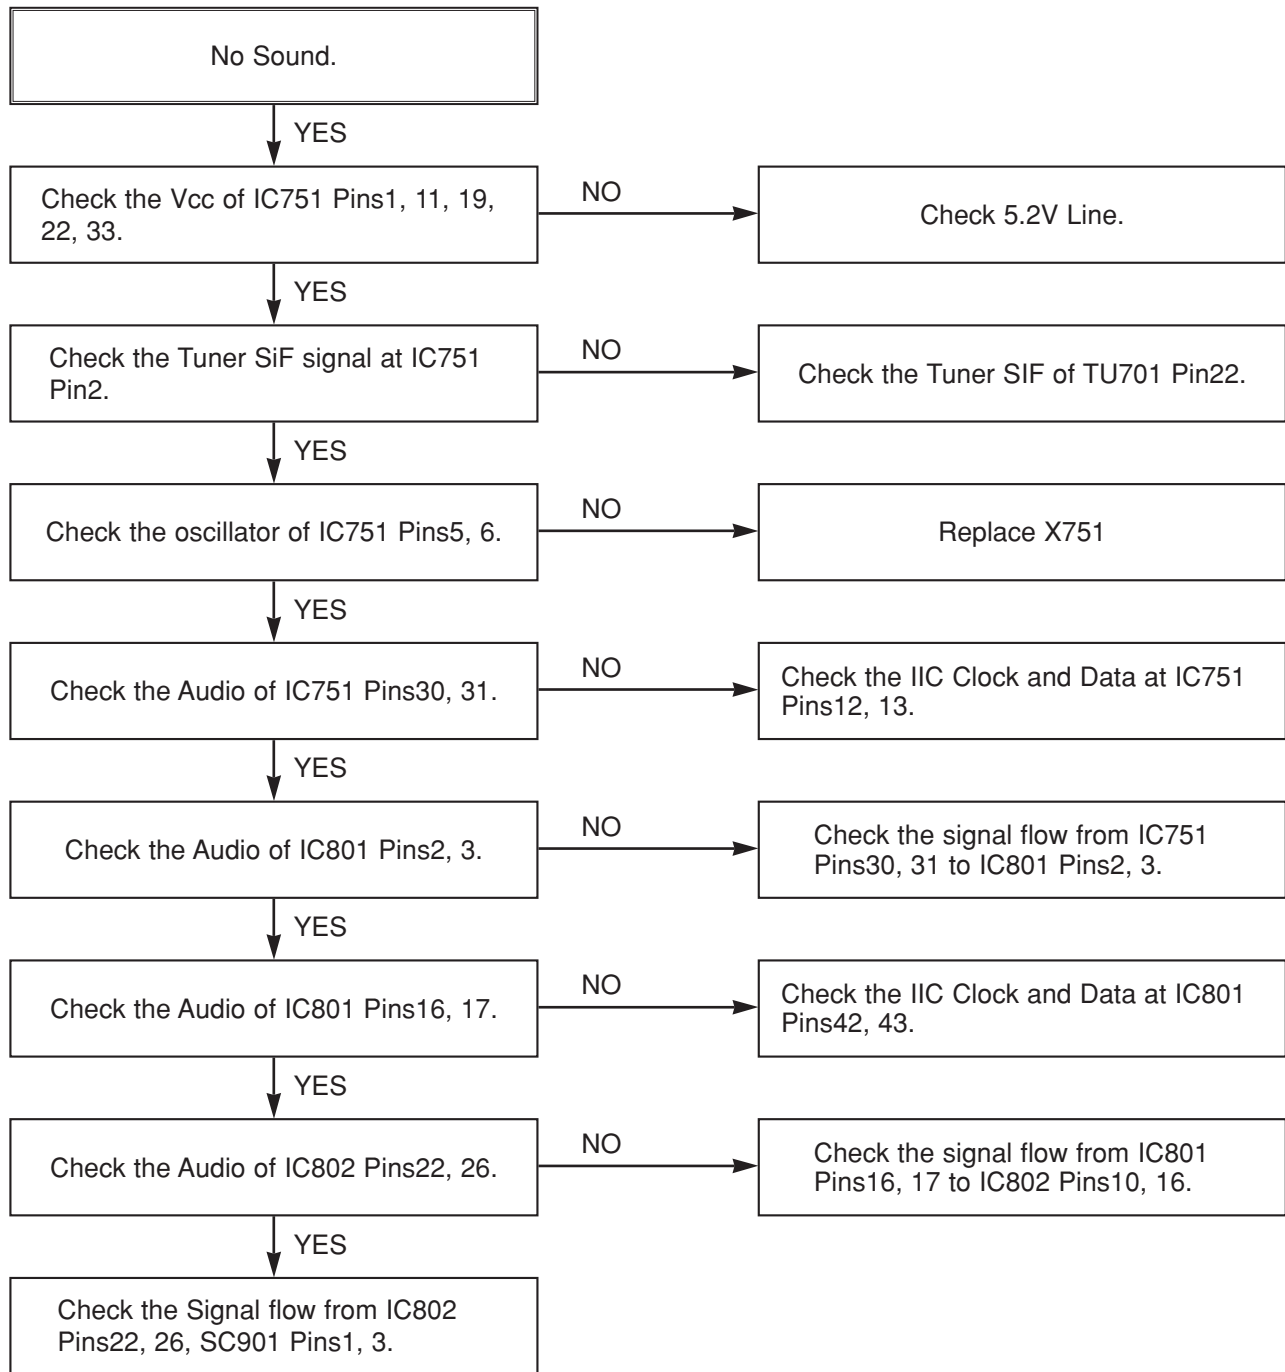 No Sound.
YES
Check the Vcc of IC751 Pins1, 11, 19,
22, 33.
NO
Check 5.2V Line.
YES
Check the Tuner SiF signal at IC751
Pin2.
NO
Check the Tuner SIF of TU701 Pin22.
YES
Check the oscillator of IC751 Pins5, 6.
NO
Replace X751
YES
Check the Audio of IC751 Pins30, 31.
NO
Check the IIC Clock and Data at IC751
Pins12, 13.
YES
Check the Audio of IC801 Pins2, 3.
NO
Check the signal flow from IC751
Pins30, 31 to IC801 Pins2, 3.
YES
Check the Audio of IC801 Pins16, 17.
NO
Check the IIC Clock and Data at IC801
Pins42, 43.
YES
Check the Audio of IC802 Pins22, 26.
NO
Check the signal flow from IC801
Pins16, 17 to IC802 Pins10, 16.
YES
Check the Signal flow from IC802
Pins22, 26, SC901 Pins1, 3.